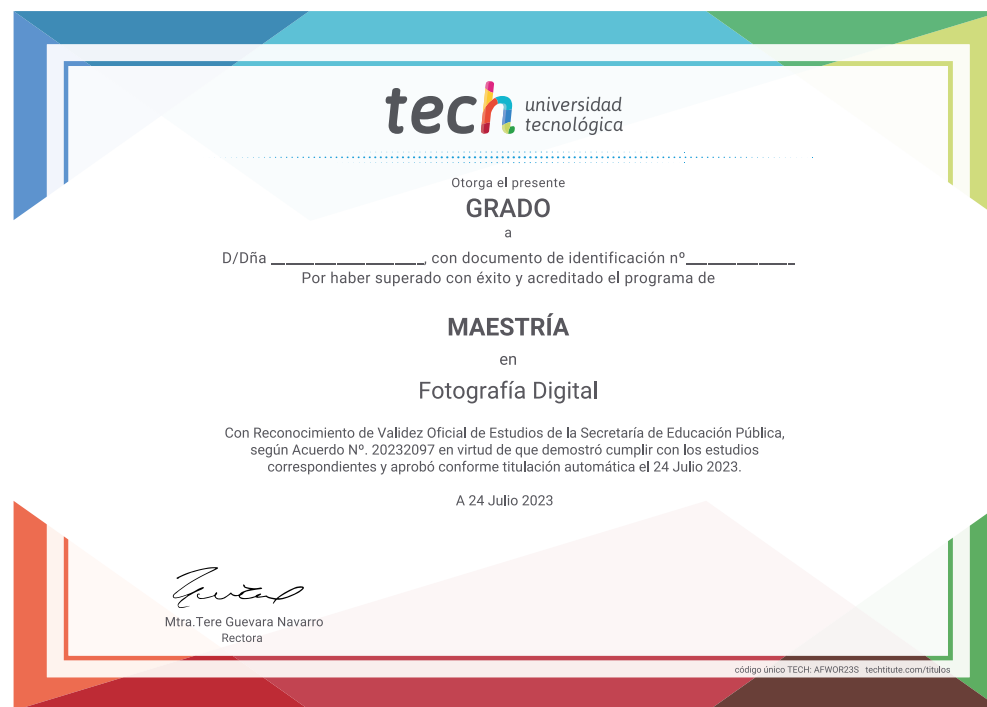 tech universidad
tecnológica
Otorga el presente
GRADO
a
D/Dña ____________________, con documento de identificación nº______________
Por haber superado con éxito y acreditado el programa de
MAESTRÍA
en
Fotografía Digital
Con Reconocimiento de Validez Oficial de Estudios de la Secretaría de Educación Pública,
según Acuerdo Nº. 20232097 en virtud de que demostró cumplir con los estudios
correspondientes y aprobó conforme titulación automática el 24 Julio 2023.
A 24 Julio 2023
Mtra.Tere Guevara Navarro
Rectora
código único TECH: AFWOR23S techtitute.com/titulos